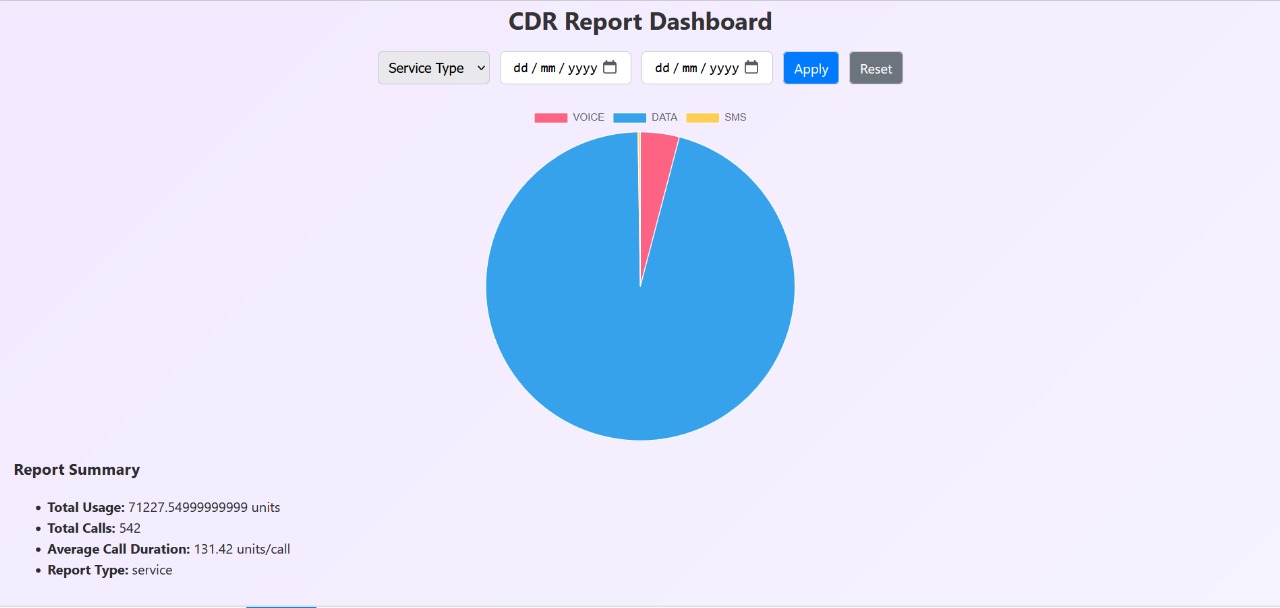 CDR Report Dashboard
Service Type dd/mm/yyyy dd/mm/yyyy Apply Reset
VOICE DATA SMS
Report Summary
• Total Usage: 71227.54999999999 units
• Total Calls: 542
• Average Call Duration: 131.42 units/call
• Report Type: service